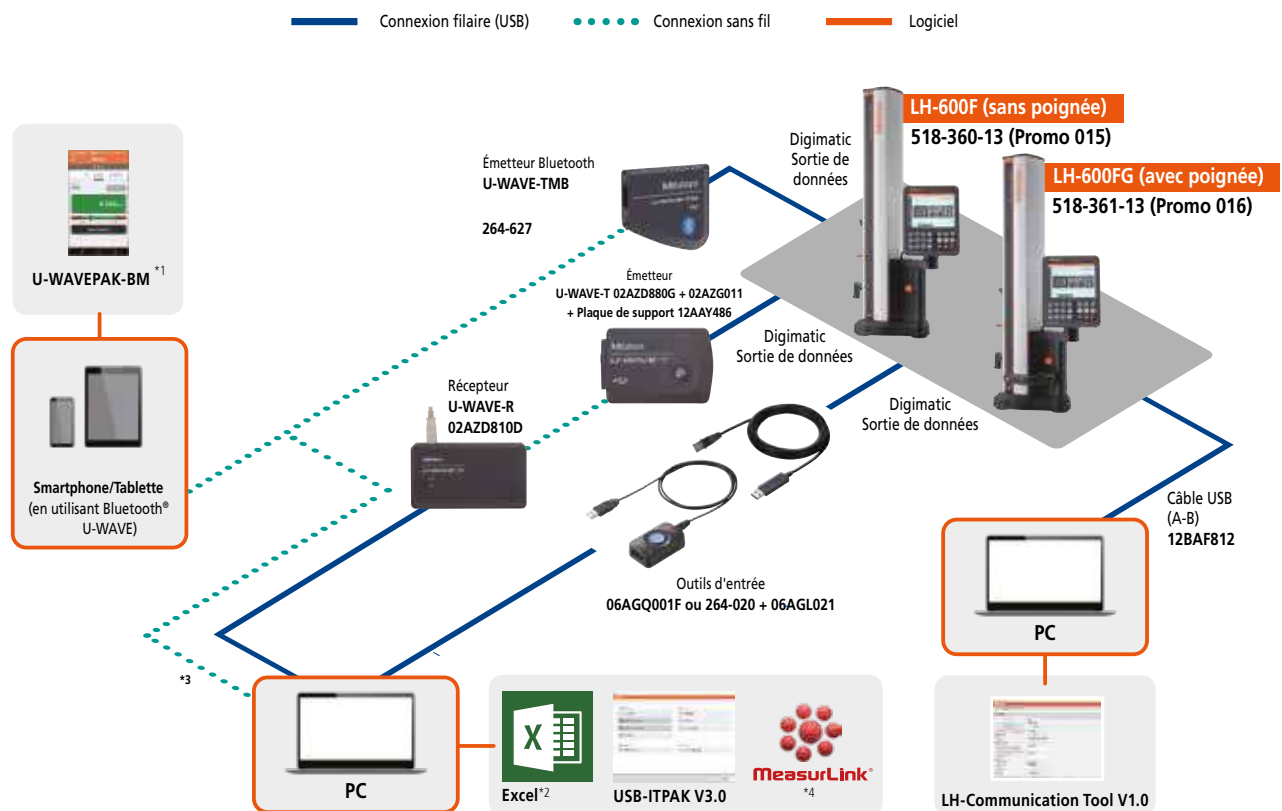 Connexion filaire (USB)
Connexion sans fil
Logiciel
LH-600F (sans poignée)
518-360-13 (Promo 015)
LH-600FG (avec poignée)
518-361-13 (Promo 016)
Digimatic
Sortie de
données
Émetteur Bluetooth
U-WAVE-TMB
264-627
Mitutoyo
U-WAVEPAK-BM *1
Émetteur
U-WAVE-T 02AZD880G + 02AZG011
+ Plaque de support 12AAY486
Mitutoyo
Digimatic
Sortie de données
Récepteur
U-WAVE-R
02AZD810D
Digimatic
Sortie de données
Smartphone/Tablette
(en utilisant Bluetooth®
U-WAVE)
Câble USB
(A-B)
12BAF812
Outils d'entrée
06AGQ001F ou 264-020 + 06AGL021
PC
*3
PC
X
Excel*2
USB-ITPAK V3.0
MeasurLink®
*4
LH-Communication Tool V1.0